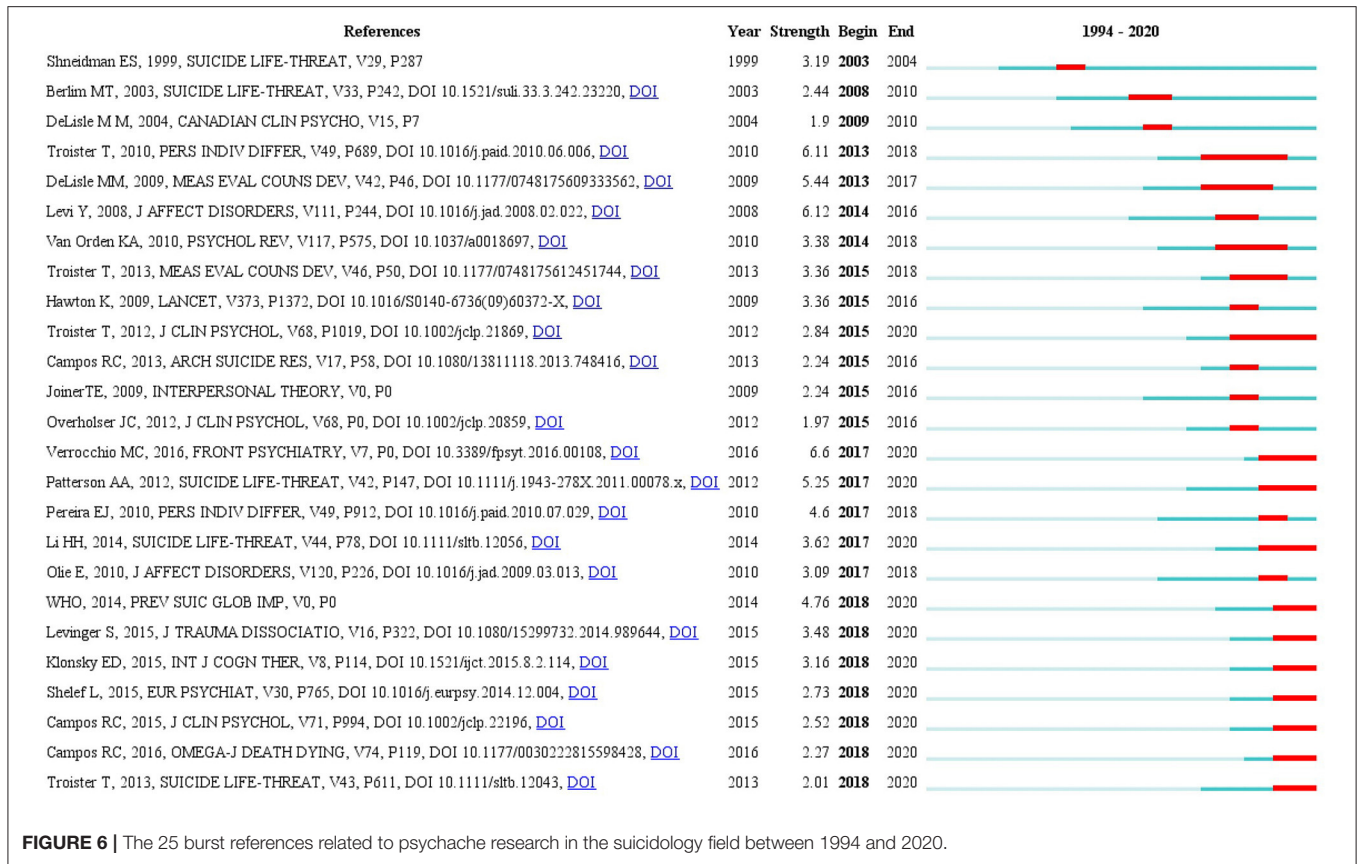 References Year Strength Begin End 1994 - 2020
Shneidman ES, 1999, SUICIDE LIFE-THREAT, V29, P287 1999 3.19 2003 2004
Berlim MT, 2003, SUICIDE LIFE-THREAT, V33, P242, DOI 10.1521/suli.33.3.242.23220, DOI 2003 2.44 2008 2010
DeLisle M M, 2004, CANADIAN CLIN PSYCHO, V15, P7 2004 1.9 2009 2010
Troister T, 2010, PERS INDIV DIFFER, V49, P689, DOI 10.1016/j.paid.2010.06.006, DOI 2010 6.11 2013 2018
DeLisle MM, 2009, MEAS EVAL COUNS DEV, V42, P46, DOI 10.1177/0748175609333562, DOI 2009 5.44 2013 2017
Levi Y, 2008, J AFFECT DISORDERS, V111, P244, DOI 10.1016/j.jad.2008.02.022, DOI 2008 6.12 2014 2016
Van Orden KA, 2010, PSYCHOL REV, V117, P575, DOI 10.1037/a0018697, DOI 2010 3.38 2014 2018
Troister T, 2013, MEAS EVAL COUNS DEV, V46, P50, DOI 10.1177/0748175612451744, DOI 2013 3.36 2015 2018
Hawton K, 2009, LANCET, V373, P1372, DOI 10.1016/S0140-6736(09)60372-X, DOI 2009 3.36 2015 2016
Troister T, 2012, J CLIN PSYCHOL, V68, P1019, DOI 10.1002/jclp.21869, DOI 2012 2.84 2015 2020
Campos RC, 2013, ARCH SUICIDE RES, V17, P58, DOI 10.1080/13811118.2013.748416, DOI 2013 2.24 2015 2016
JoinerTE, 2009, INTERPERSONAL THEORY, V0, P0 2009 2.24 2015 2016
Overholser JC, 2012, J CLIN PSYCHOL, V68, P0, DOI 10.1002/jclp.20859, DOI 2012 1.97 2015 2016
Verrocchio MC, 2016, FRONT PSYCHIATRY, V7, P0, DOI 10.3389/fpsyt.2016.00108, DOI 2016 6.6 2017 2020
Patterson AA, 2012, SUICIDE LIFE-THREAT, V42, P147, DOI 10.1111/j.1943-278X.2011.00078.x, DOI 2012 5.25 2017 2020
Pereira EJ, 2010, PERS INDIV DIFFER, V49, P912, DOI 10.1016/j.paid.2010.07.029, DOI 2010 4.6 2017 2018
Li HH, 2014, SUICIDE LIFE-THREAT, V44, P78, DOI 10.1111/sltb.12056, DOI 2014 3.62 2017 2020
Olie E, 2010, J AFFECT DISORDERS, V120, P226, DOI 10.1016/j.jad.2009.03.013, DOI 2010 3.09 2017 2018
WHO, 2014, PREV SUIC GLOB IMP, V0, P0 2014 4.76 2018 2020
Levinger S, 2015, J TRAUMA DISSOCIATIO, V16, P322, DOI 10.1080/15299732.2014.989644, DOI 2015 3.48 2018 2020
Klonsky ED, 2015, INT J COGN THER, V8, P114, DOI 10.1521/ijct.2015.8.2.114, DOI 2015 3.16 2018 2020
Shelef L, 2015, EUR PSYCHIAT, V30, P765, DOI 10.1016/j.eurpsy.2014.12.004, DOI 2015 2.73 2018 2020
Campos RC, 2015, J CLIN PSYCHOL, V71, P994, DOI 10.1002/jclp.22196, DOI 2015 2.52 2018 2020
Campos RC, 2016, OMEGA-J DEATH DYING, V74, P119, DOI 10.1177/0030222815598428, DOI 2016 2.27 2018 2020
Troister T, 2013, SUICIDE LIFE-THREAT, V43, P611, DOI 10.1111/sltb.12043, DOI 2013 2.01 2018 2020
FIGURE 6 | The 25 burst references related to psychache research in the suicidology field between 1994 and 2020.